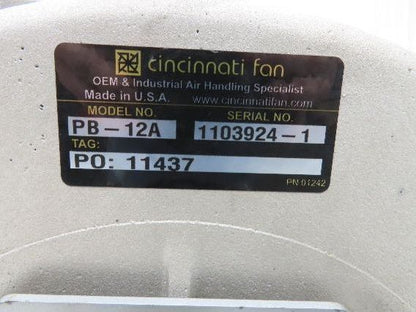 cincinnati fan
OEM & Industrial Air Handling Specialist
Made in U.S.A. www.cincinnatifan.com
MODEL NO. SERIAL NO.
PB-12A 1103924-1
TAG:
PO: 11437
PN 01242